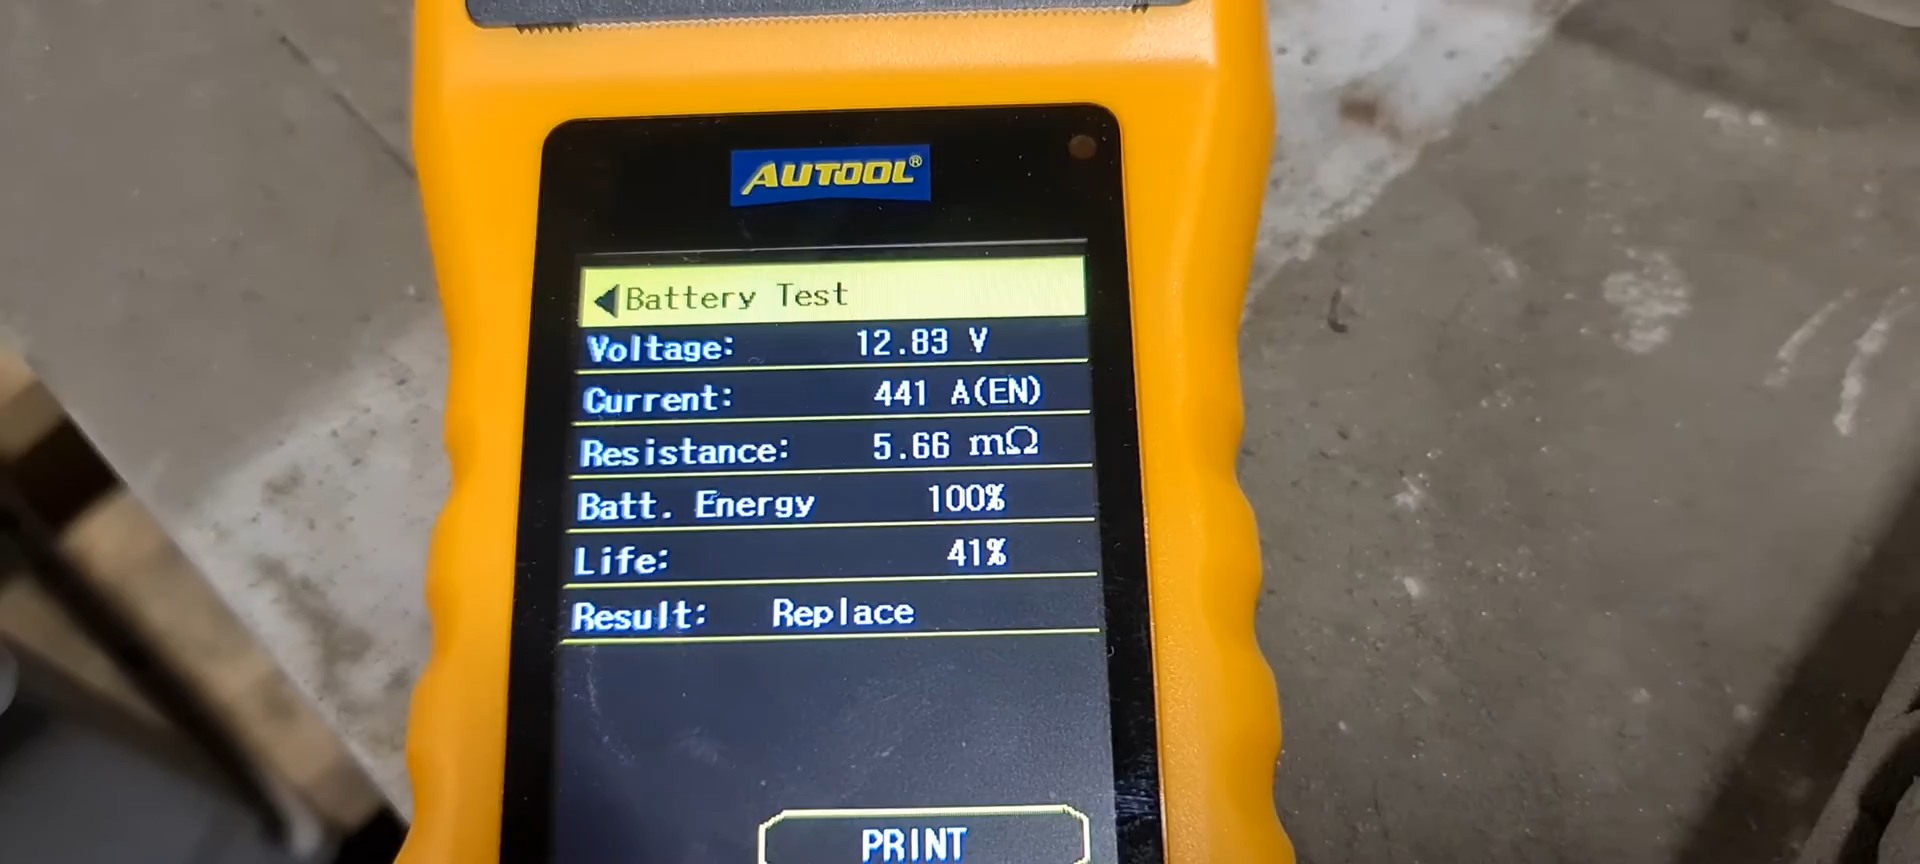 AUTOOL®
Battery Test
Voltage: 12.83 V
Current: 441 A(EN)
Resistance: 5.66 mΩ
Batt. Energy 100%
Life: 41%
Result: Replace
PRINT